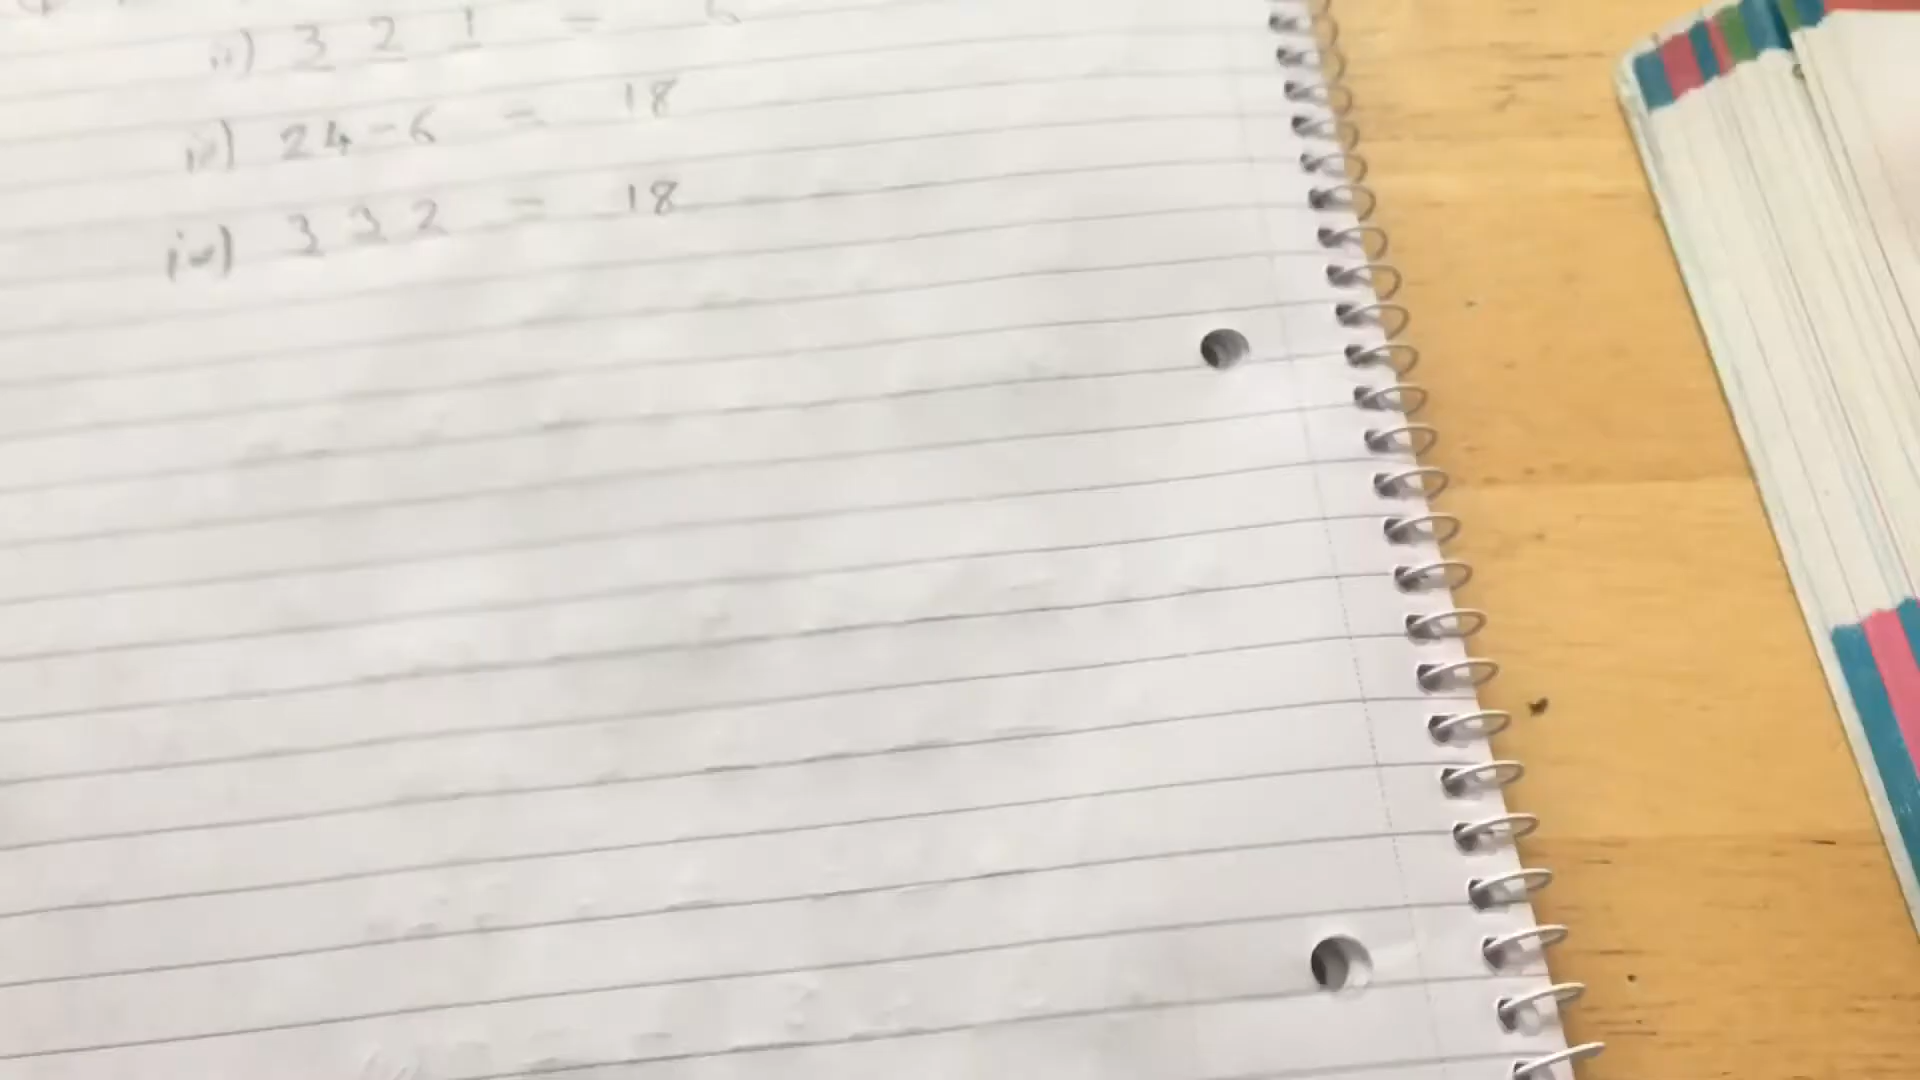 ii) 3 2 1 = 6
iii) 24 - 6 = 18
iv) 3 3 2 = 18